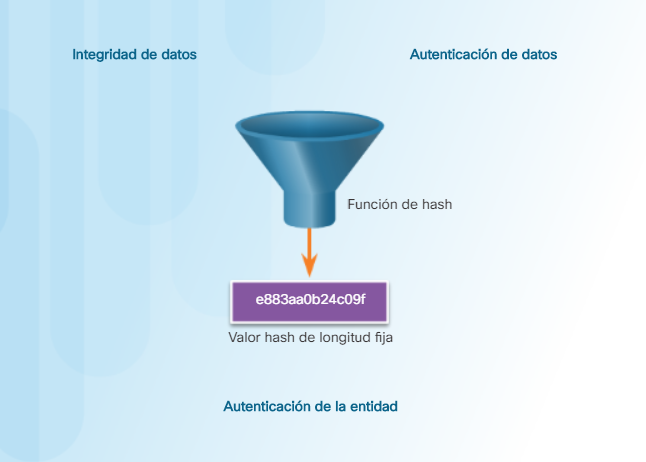 Integridad de datos
Autenticación de datos
Función de hash
e883aa0b24c09f
Valor hash de longitud fija
Autenticación de la entidad